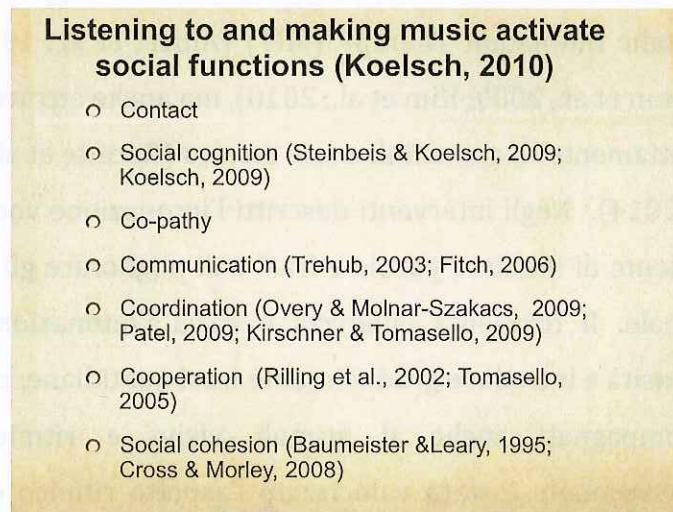 Listening to and making music activate
social functions (Koelsch, 2010)
Contact
Social cognition (Steinbeis & Koelsch, 2009;
Koelsch, 2009)
Co-pathy
Communication (Trehub, 2003; Fitch, 2006)
Coordination (Overy & Molnar-Szakacs, 2009;
Patel, 2009; Kirschner & Tomasello, 2009)
Cooperation (Rilling et al., 2002; Tomasello,
2005)
Social cohesion (Baumeister &Leary, 1995;
Cross & Morley, 2008)